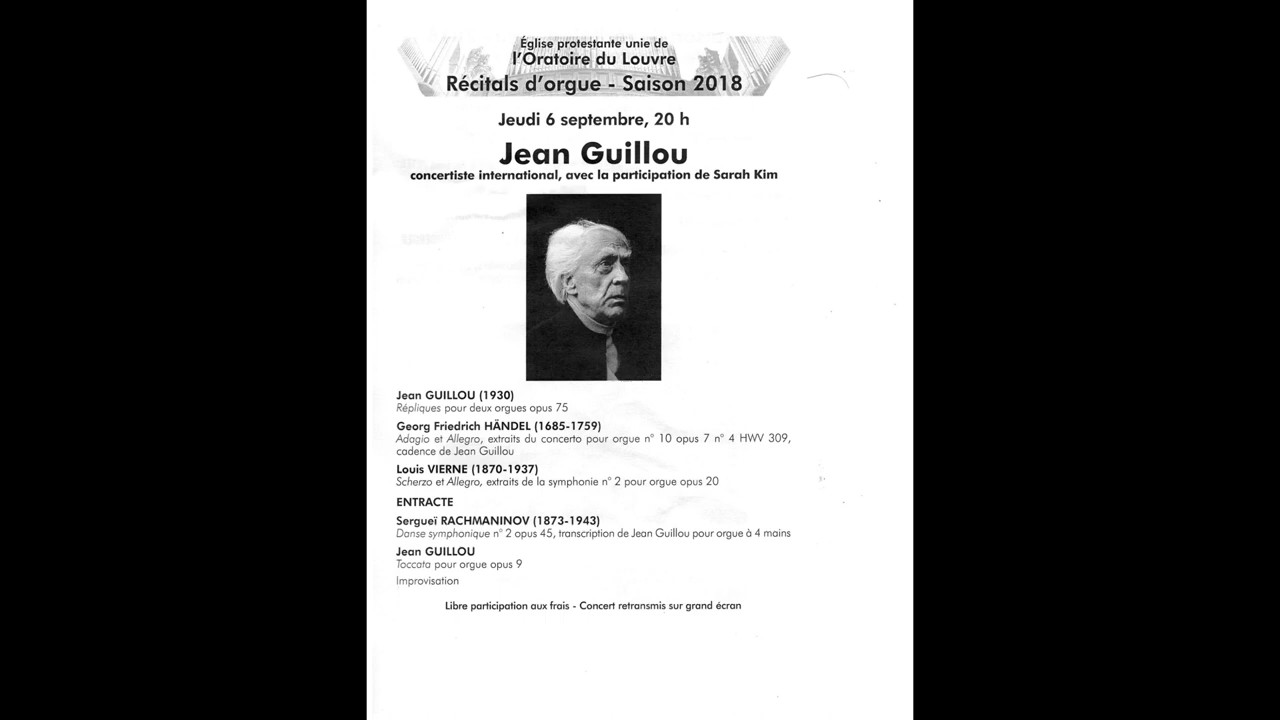 Église protestante unie de
l'Oratoire du Louvre
Récitals d'orgue - Saison 2018
Jeudi 6 septembre, 20 h
Jean Guillou
concertiste international, avec la participation de Sarah Kim
Jean GUILLOU (1930)
Répliques pour deux orgues opus 75
Georg Friedrich HÄNDEL (1685-1759)
Adagio et Allegro, extraits du concerto pour orgue n° 10 opus 7 n° 4 HWV 309,
cadence de Jean Guillou
Louis VIERNE (1870-1937)
Scherzo et Allegro, extraits de la symphonie n° 2 pour orgue opus 20
ENTRACTE
Sergueï RACHMANINOV (1873-1943)
Danse symphonique n° 2 opus 45, transcription de Jean Guillou pour orgue à 4 mains
Jean GUILLOU
Toccata pour orgue opus 9
Improvisation
Libre participation aux frais - Concert retransmis sur grand écran